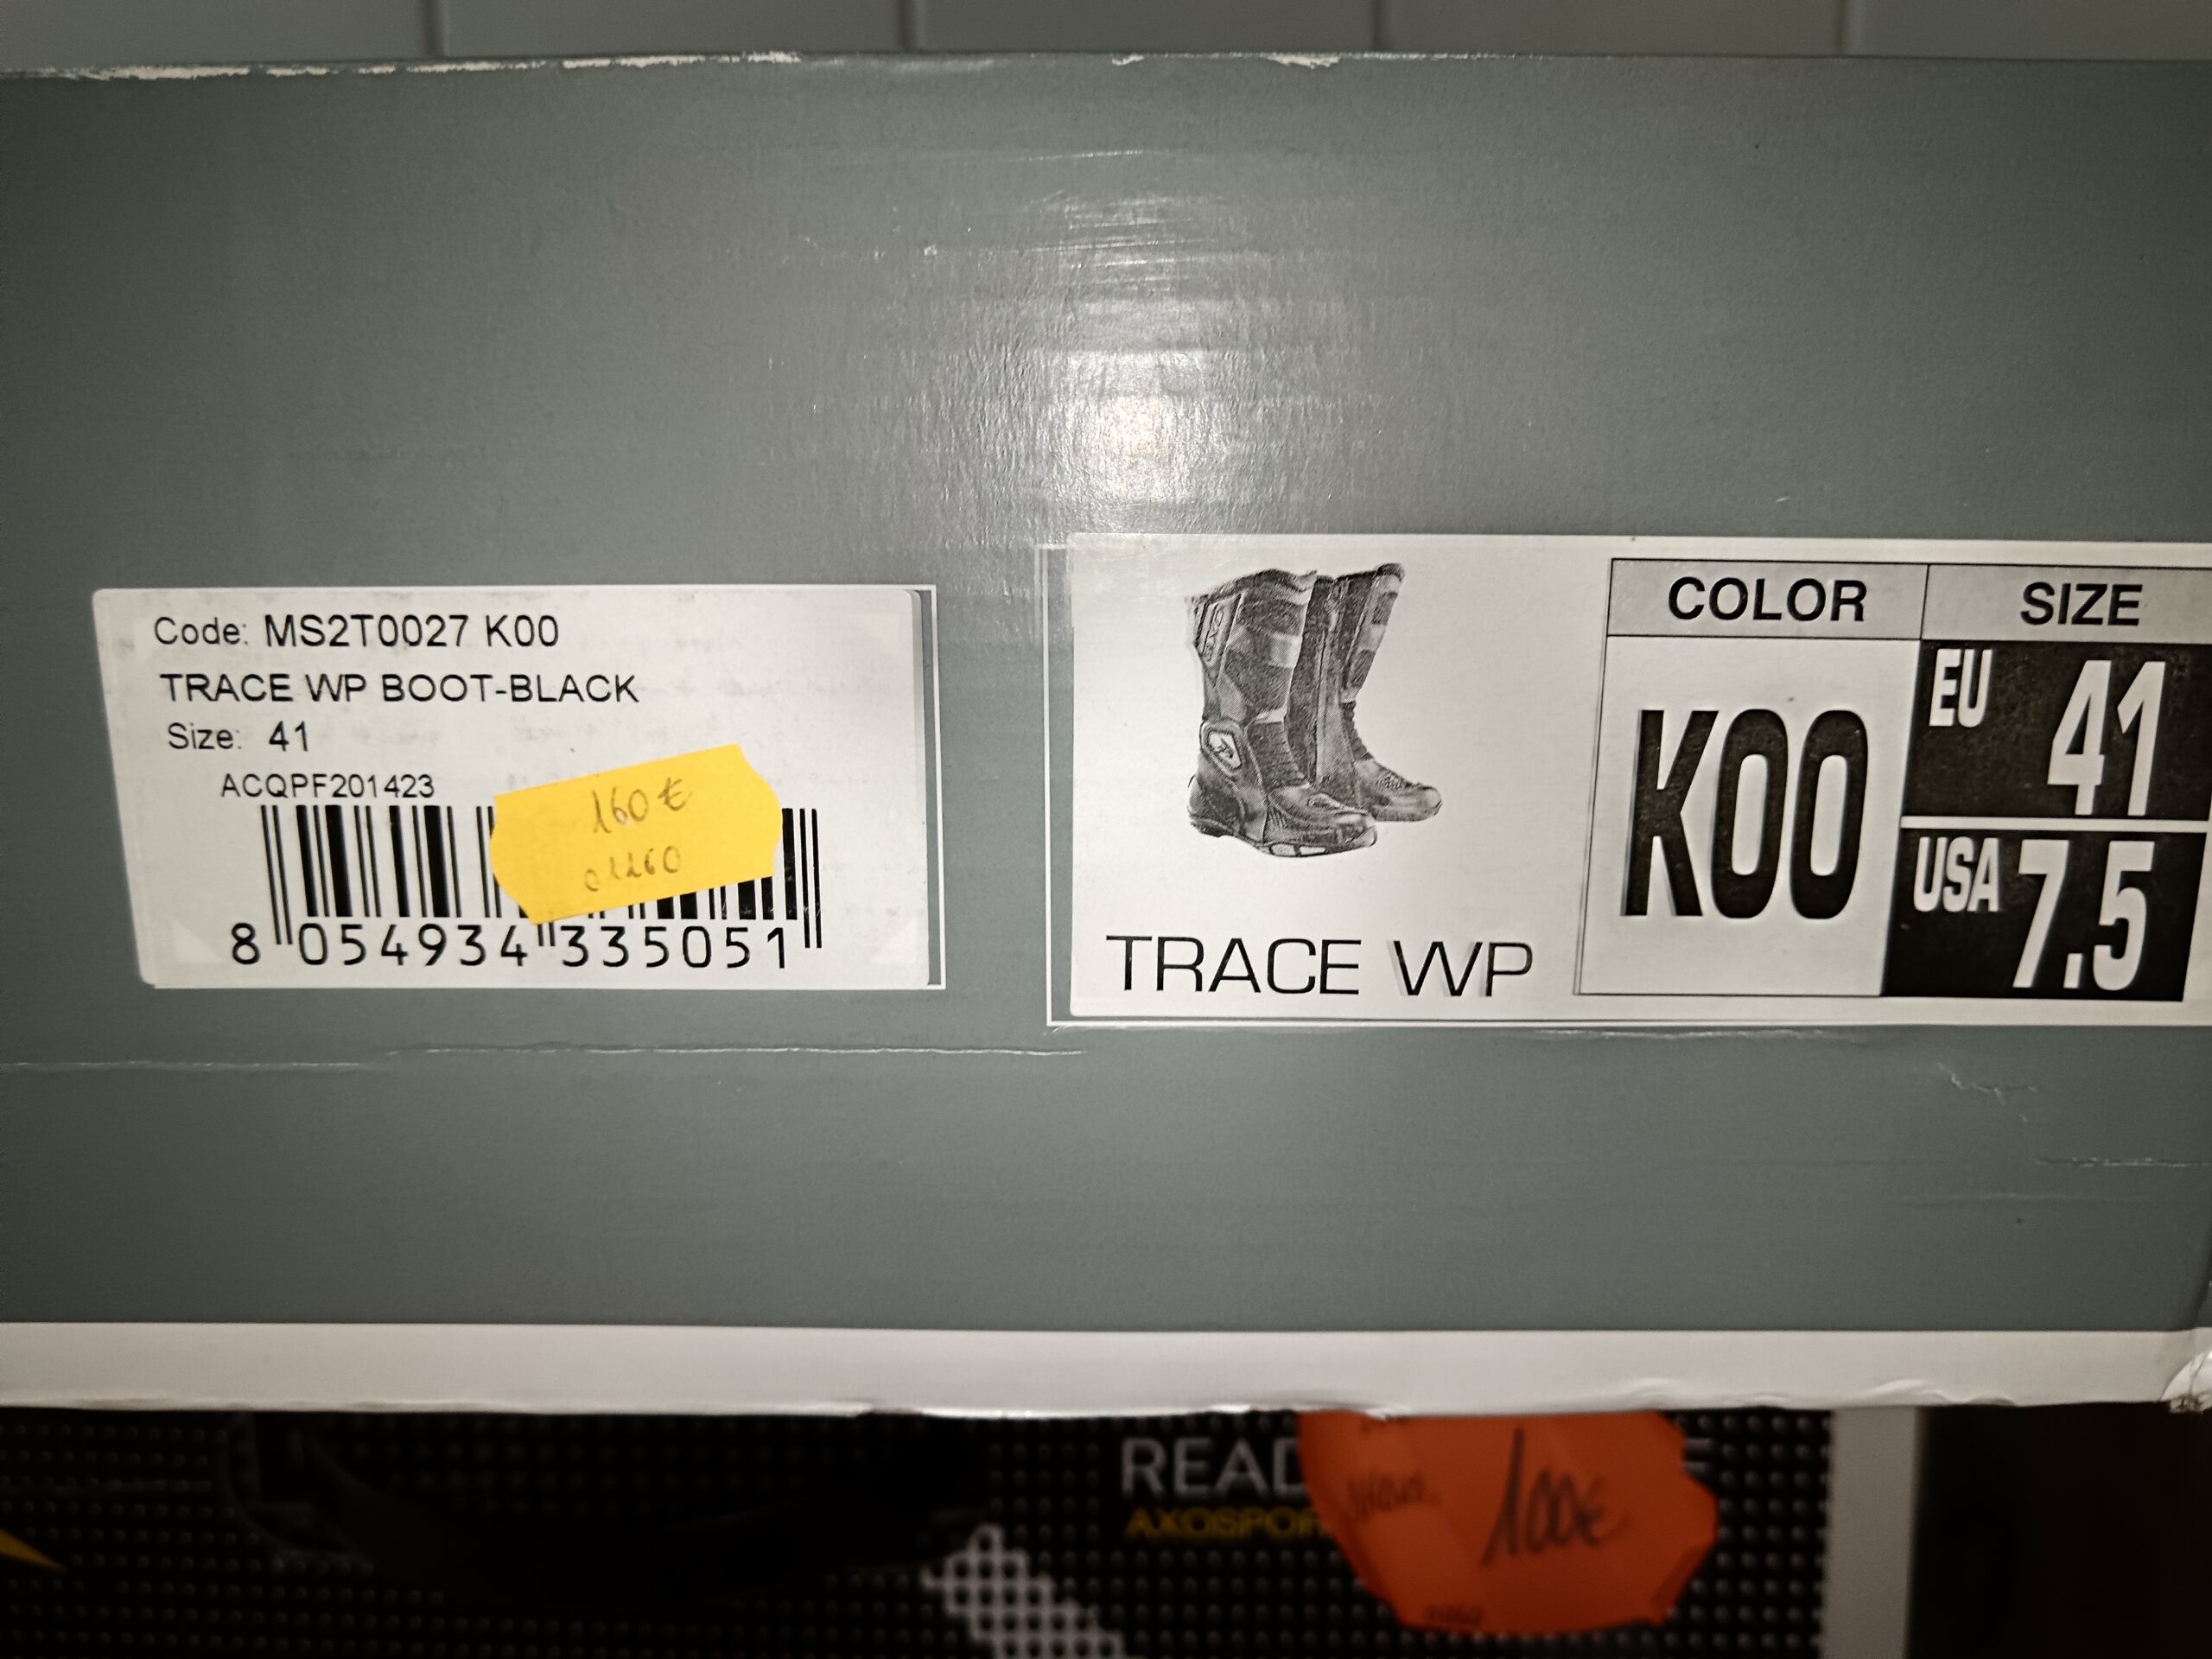 Code: MS2T0027 K00
TRACE WP BOOT-BLACK
Size: 41
ACQPF201423
160 €
01260
8 054934 335051
TRACE WP
COLOR
K00
SIZE
EU 41
USA 7.5
READ
AXOSPOR
100€